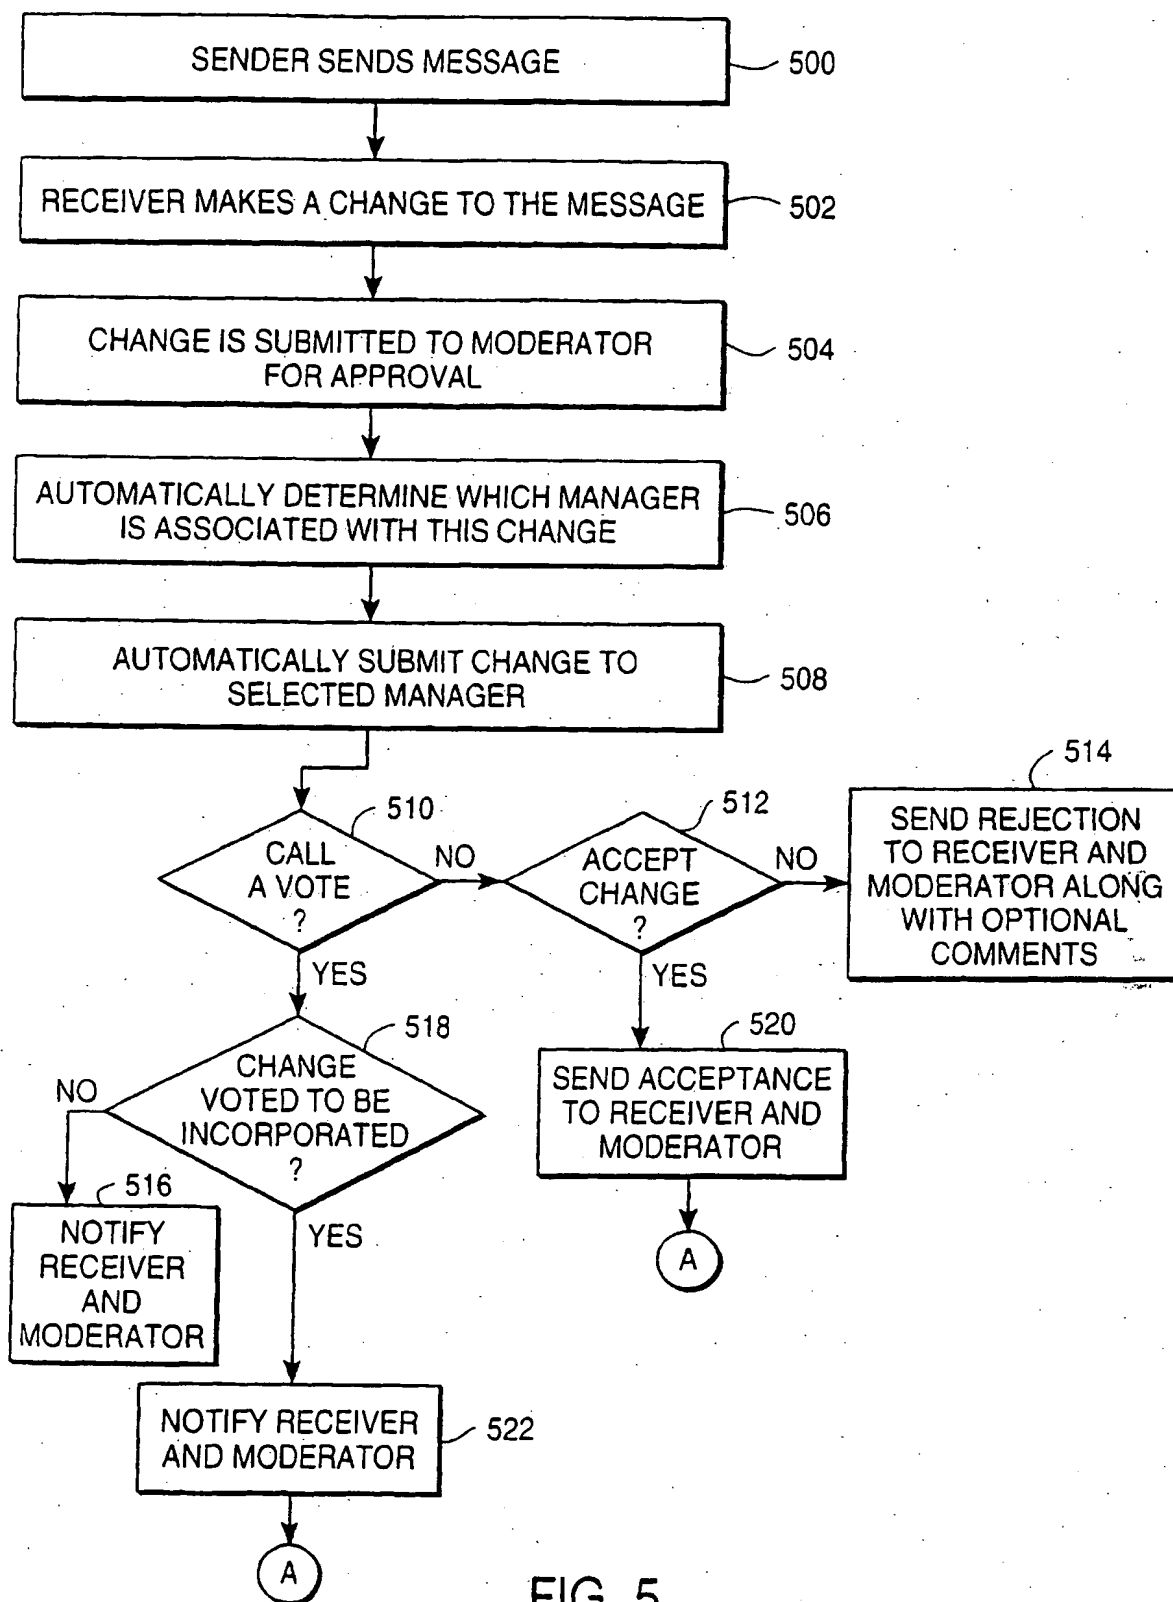 SENDER SENDS MESSAGE
500
RECEIVER MAKES A CHANGE TO THE MESSAGE
502
CHANGE IS SUBMITTED TO MODERATOR
FOR APPROVAL
504
AUTOMATICALLY DETERMINE WHICH MANAGER
IS ASSOCIATED WITH THIS CHANGE
506
AUTOMATICALLY SUBMIT CHANGE TO
SELECTED MANAGER
508
510
CALL
A VOTE
?
NO
YES
512
ACCEPT
CHANGE
?
NO
YES
514
SEND REJECTION
TO RECEIVER AND
MODERATOR ALONG
WITH OPTIONAL
COMMENTS
518
CHANGE
VOTED TO BE
INCORPORATED
?
NO
YES
520
SEND ACCEPTANCE
TO RECEIVER AND
MODERATOR
A
516
NOTIFY
RECEIVER
AND
MODERATOR
NOTIFY RECEIVER
AND MODERATOR
522
A
FIG. 5